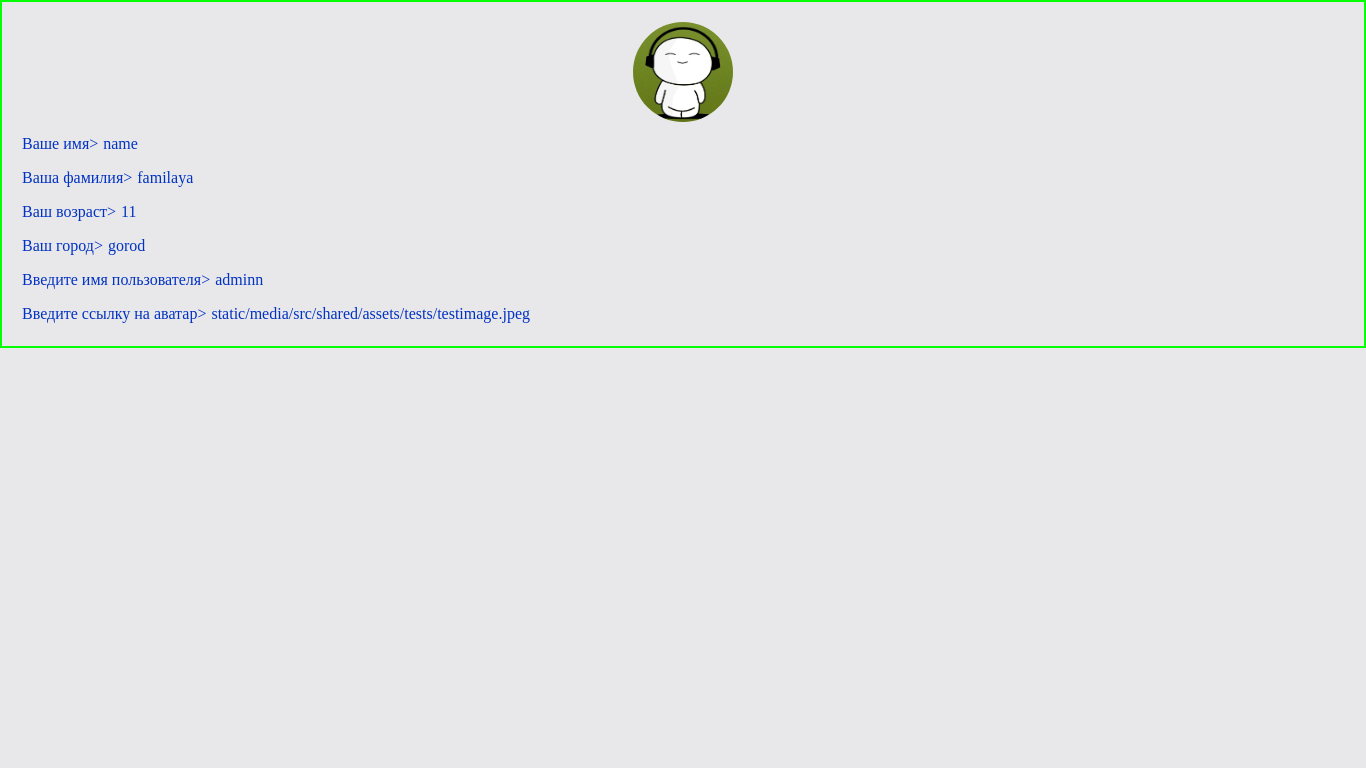 Ваше имя> name
Ваша фамилия> familaya
Ваш возраст> 11
Ваш город> gorod
Введите имя пользователя> adminn
Введите ссылку на аватар> static/media/src/shared/assets/tests/testimage.jpeg